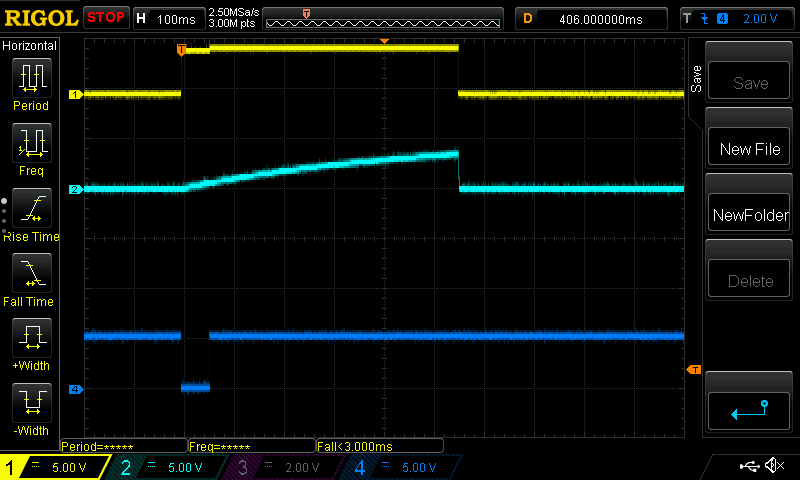 RIGOL STOP H 100ms 2.50MSa/s 3.00M pts T D 406.000000ms T 4 2.00 V
Horizontal
Period
Freq
Rise Time
Fall Time
+Width
-Width
T
1
2
4
T
Save
Save
New File
NewFolder
Delete
Period=***** Freq=***** Fall<3.000ms
1 = 5.00 V 2 = 5.00 V 3 = 2.00 V 4 = 5.00 V